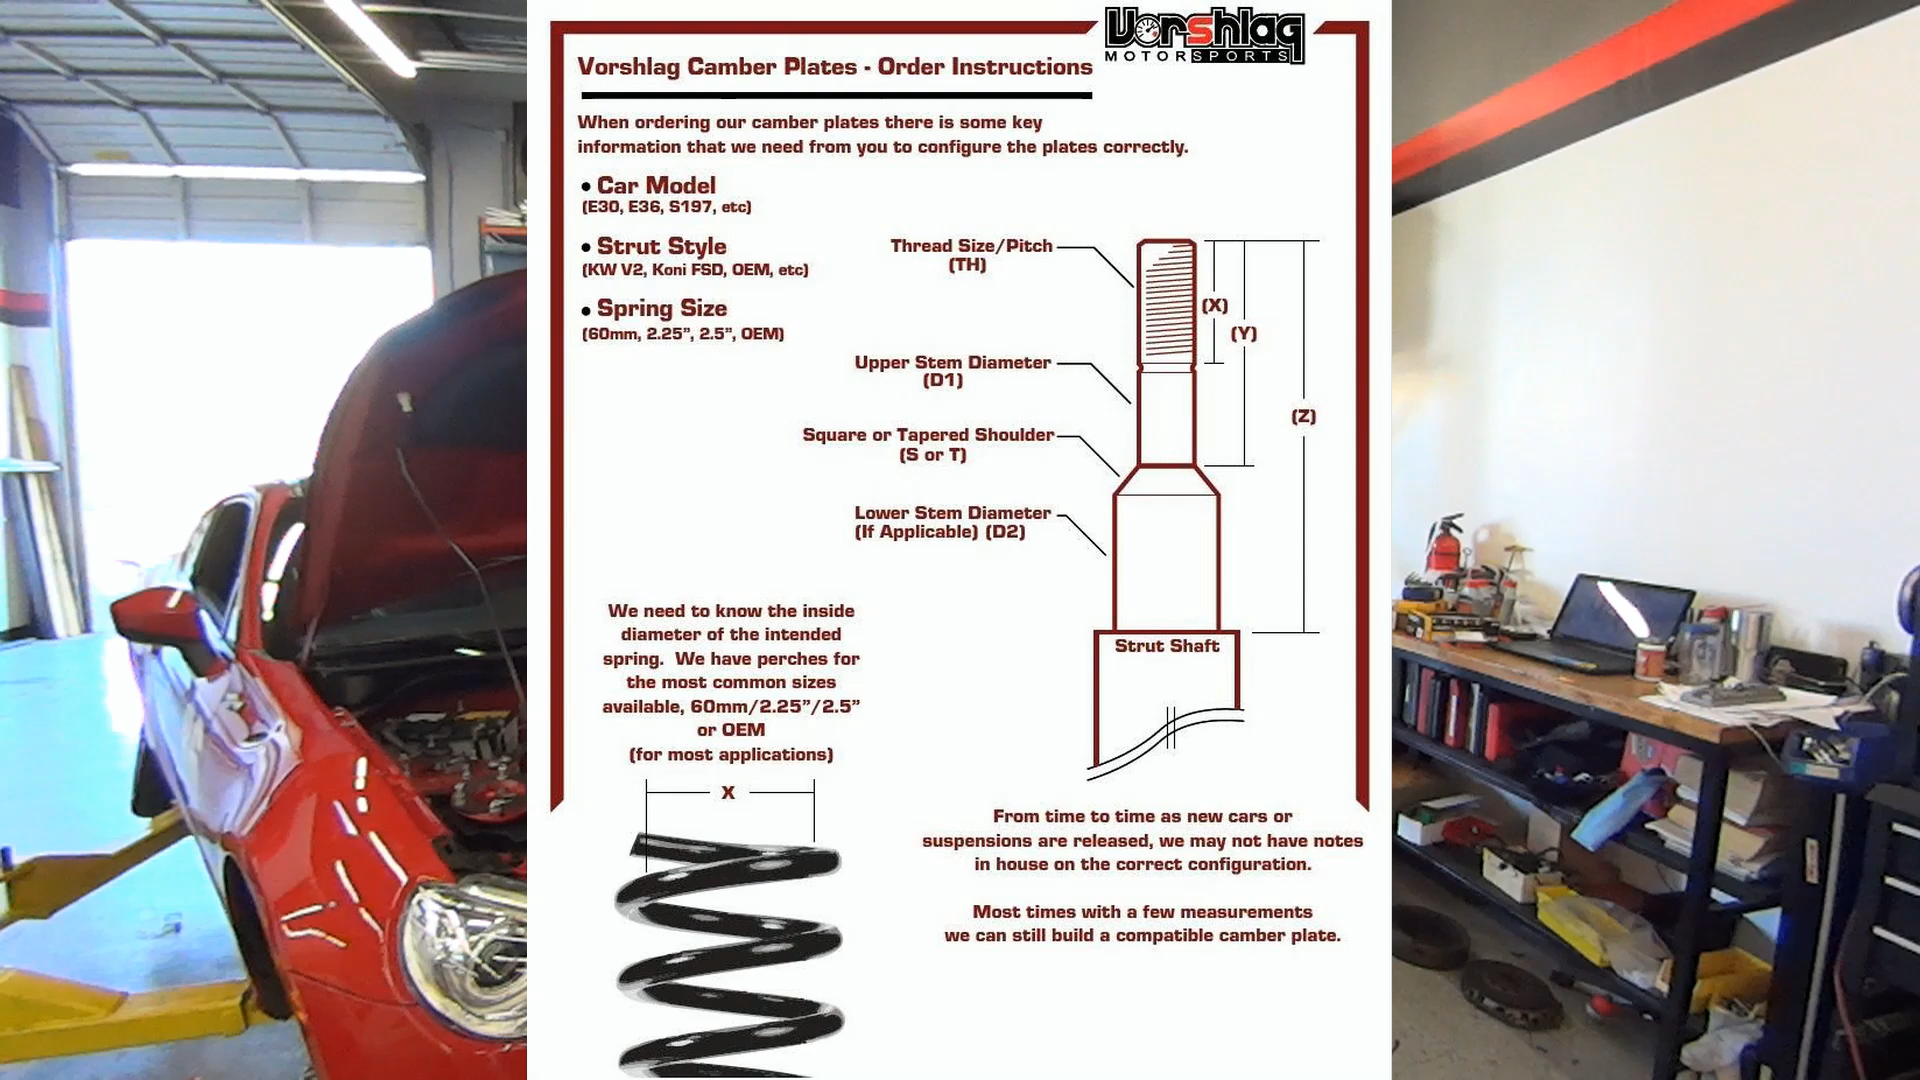 Vorshlag
MOTORSPORTS
Vorshlag Camber Plates - Order Instructions
When ordering our camber plates there is some key
information that we need from you to configure the plates correctly.
• Car Model
(E30, E36, S197, etc)
• Strut Style
(KW V2, Koni FSD, OEM, etc)
• Spring Size
(60mm, 2.25”, 2.5”, OEM)
Thread Size/Pitch
(TH)
(X)
(Y)
(Z)
Upper Stem Diameter
(D1)
Square or Tapered Shoulder
(S or T)
Lower Stem Diameter
(If Applicable) (D2)
Strut Shaft
We need to know the inside
diameter of the intended
spring. We have perches for
the most common sizes
available, 60mm/2.25”/2.5”
or OEM
(for most applications)
X
From time to time as new cars or
suspensions are released, we may not have notes
in house on the correct configuration.
Most times with a few measurements
we can still build a compatible camber plate.